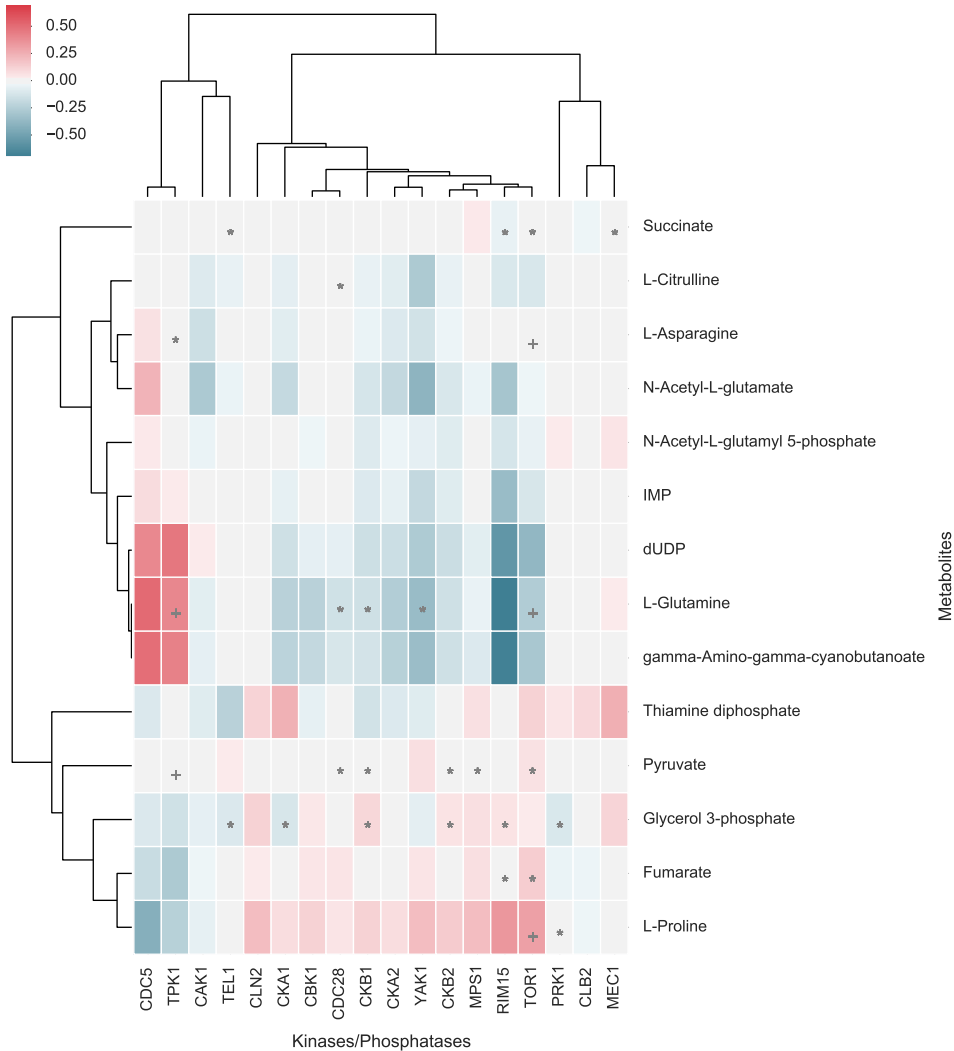 0.50
0.25
0.00
−0.25
−0.50
* * * * Succinate
* L-Citrulline
* + L-Asparagine
N-Acetyl-L-glutamate
N-Acetyl-L-glutamyl 5-phosphate
IMP
dUDP
+ * * * + L-Glutamine
gamma-Amino-gamma-cyanobutanoate
Thiamine diphosphate
+ * * * * * Pyruvate
* * * * * * Glycerol 3-phosphate
* * Fumarate
+ * L-Proline
Metabolites
CDC5 TPK1 CAK1 TEL1 CLN2 CKA1 CBK1 CDC28 CKB1 CKA2 YAK1 CKB2 MPS1 RIM15 TOR1 PRK1 CLB2 MEC1
Kinases/Phosphatases